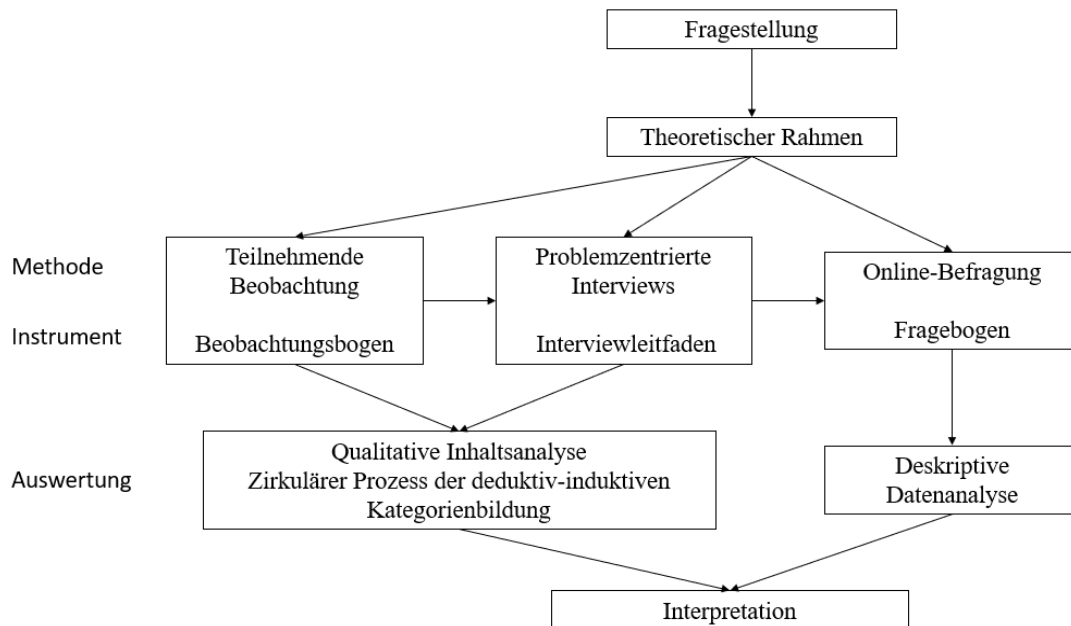 Fragestellung
Theoretischer Rahmen
Methode
Instrument
Teilnehmende
Beobachtung
Beobachtungsbogen
Problemzentrierte
Interviews
Interviewleitfaden
Online-Befragung
Fragebogen
Auswertung
Qualitative Inhaltsanalyse
Zirkulärer Prozess der deduktiv-induktiven
Kategorienbildung
Deskriptive
Datenanalyse
Interpretation